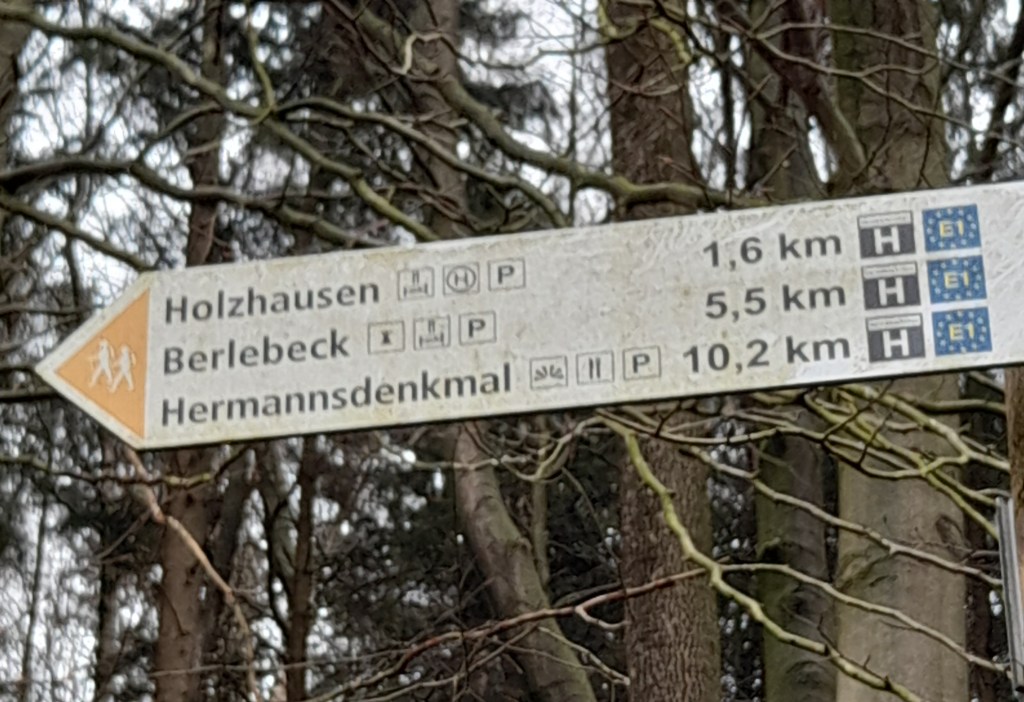 Holzhausen H P 1,6 km H E1
Berlebeck P 5,5 km H E1
Hermannsdenkmal P 10,2 km H E1